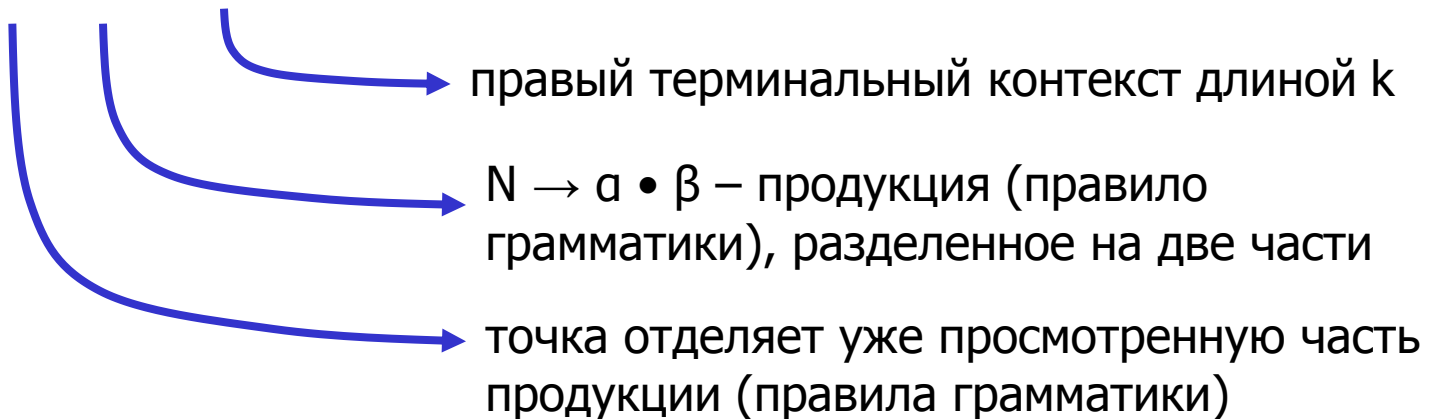 правый терминальный контекст длиной k
N → α • β – продукция (правило
грамматики), разделенное на две части
точка отделяет уже просмотренную часть
продукции (правила грамматики)